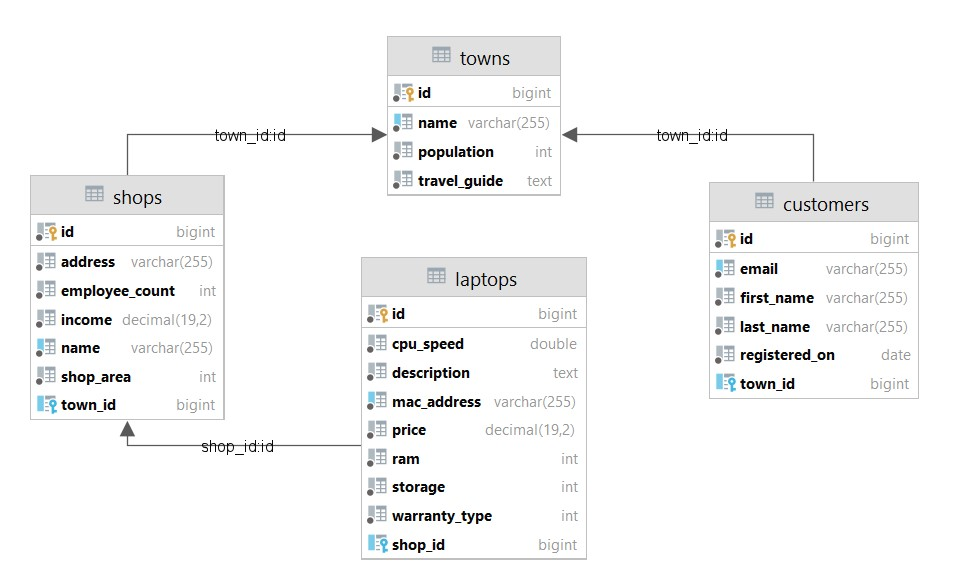 towns
id bigint
name varchar(255)
population int
travel_guide text
town_id:id
town_id:id
shops
id bigint
address varchar(255)
employee_count int
income decimal(19,2)
name varchar(255)
shop_area int
town_id bigint
customers
id bigint
email varchar(255)
first_name varchar(255)
last_name varchar(255)
registered_on date
town_id bigint
laptops
id bigint
cpu_speed double
description text
mac_address varchar(255)
price decimal(19,2)
ram int
storage int
warranty_type int
shop_id bigint
shop_id:id